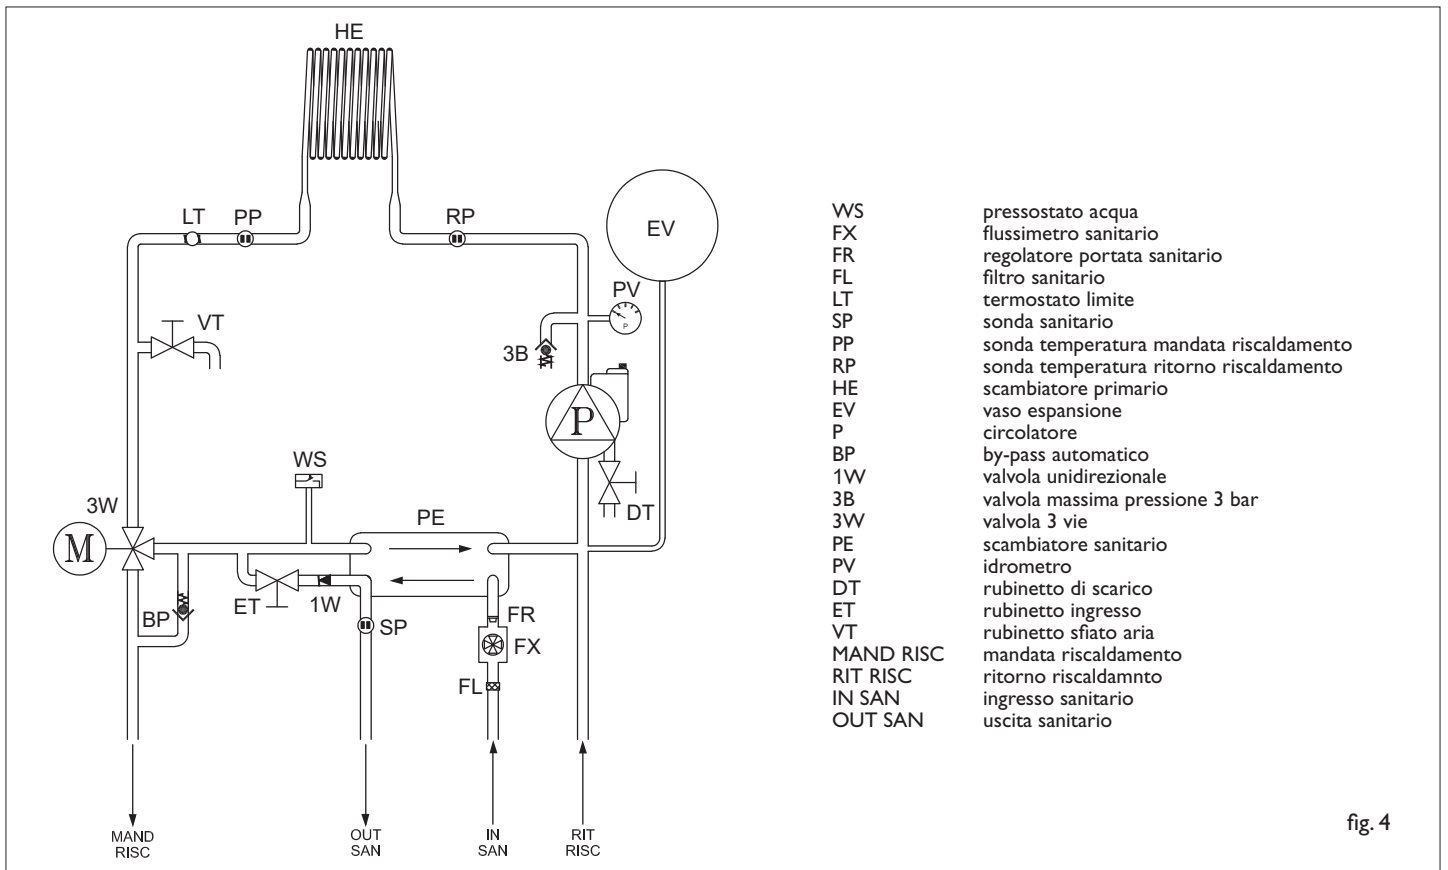 HE
LT PP RP
EV
PV
P
VT
3B
P
WS
3W
PE
DT
M
ET 1W FR
BP SP FX
FL
MAND
RISC
OUT
SAN
IN
SAN
RIT
RISC
WS pressostato acqua
FX flussimetro sanitario
FR regolatore portata sanitario
FL filtro sanitario
LT termostato limite
SP sonda sanitario
PP sonda temperatura mandata riscaldamento
RP sonda temperatura ritorno riscaldamento
HE scambiatore primario
EV vaso espansione
P circolatore
BP by-pass automatico
1W valvola unidirezionale
3B valvola massima pressione 3 bar
3W valvola 3 vie
PE scambiatore sanitario
PV idrometro
DT rubinetto di scarico
ET rubinetto ingresso
VT rubinetto sfiato aria
MAND RISC mandata riscaldamento
RIT RISC ritorno riscaldamnto
IN SAN ingresso sanitario
OUT SAN uscita sanitario
fig. 4